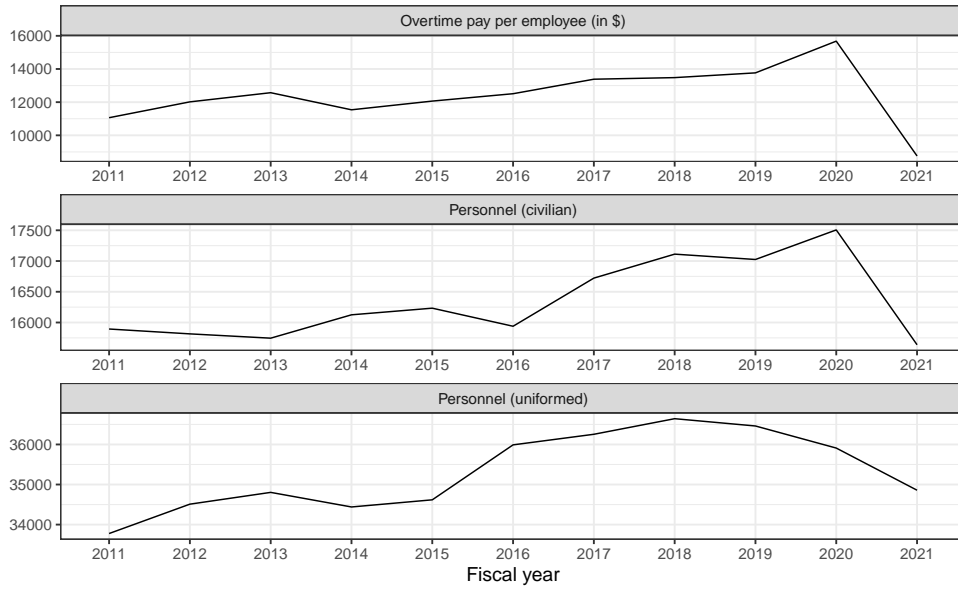 Overtime pay per employee (in $)
16000
14000
12000
10000
2011 2012 2013 2014 2015 2016 2017 2018 2019 2020 2021
Personnel (civilian)
17500
17000
16500
16000
2011 2012 2013 2014 2015 2016 2017 2018 2019 2020 2021
Personnel (uniformed)
36000
35000
34000
2011 2012 2013 2014 2015 2016 2017 2018 2019 2020 2021
Fiscal year